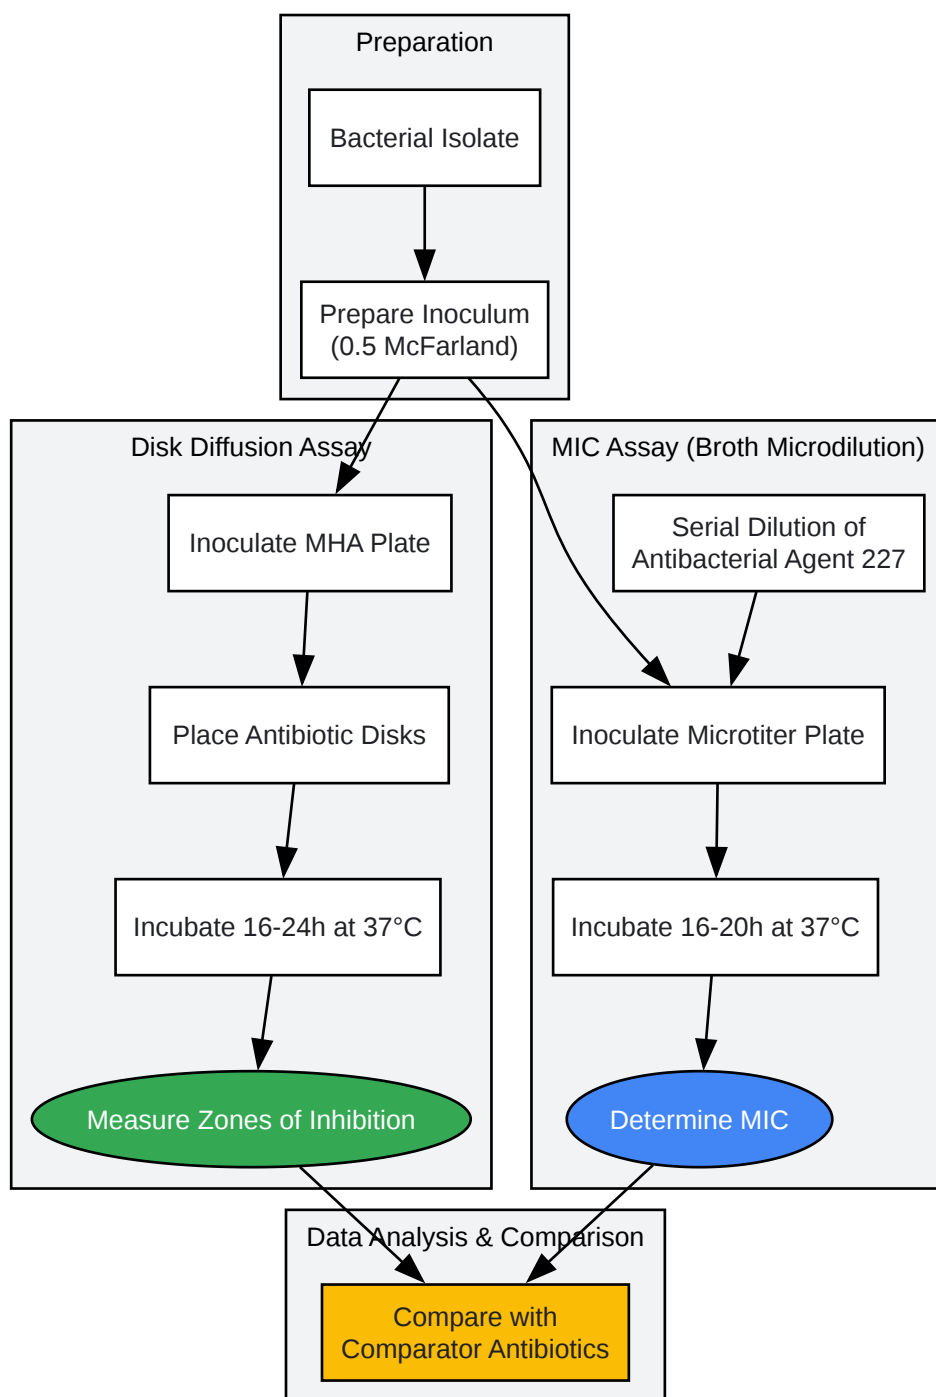 Preparation
Bacterial Isolate
Prepare Inoculum
(0.5 McFarland)
Disk Diffusion Assay
Inoculate MHA Plate
Place Antibiotic Disks
Incubate 16-24h at 37°C
Measure Zones of Inhibition
MIC Assay (Broth Microdilution)
Serial Dilution of
Antibacterial Agent 227
Inoculate Microtiter Plate
Incubate 16-20h at 37°C
Determine MIC
Data Analysis & Comparison
Compare with
Comparator Antibiotics